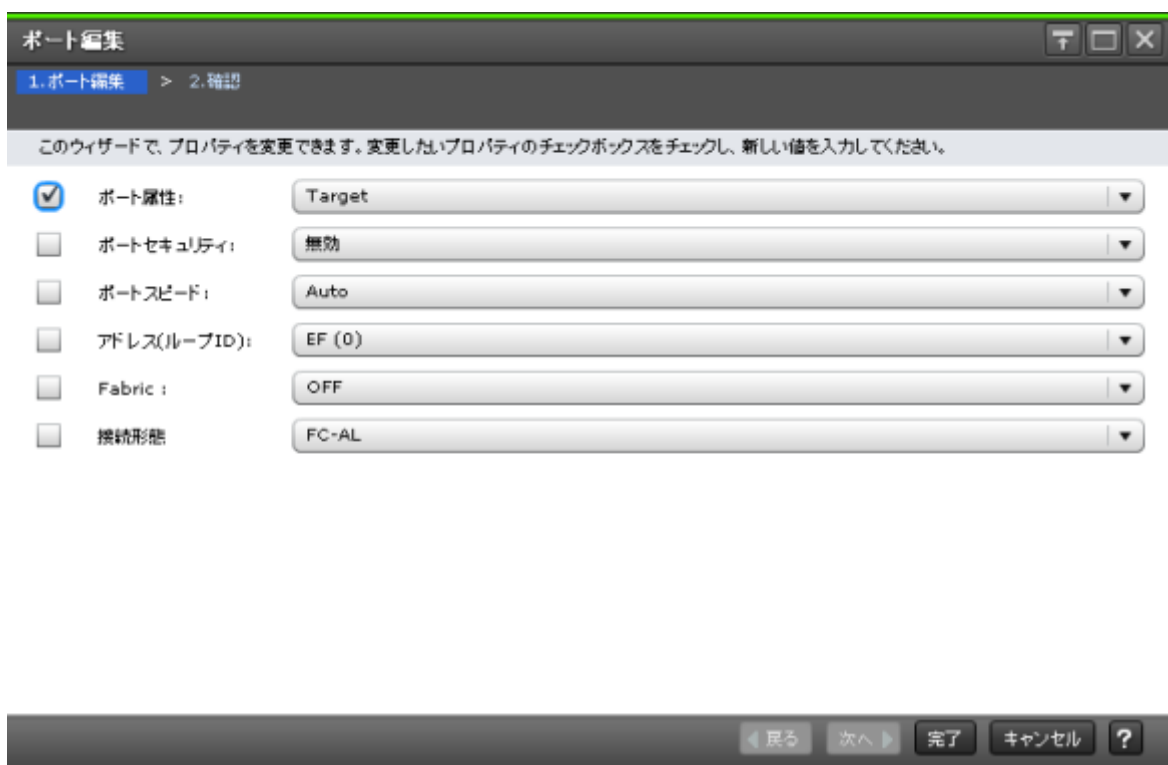 ポート編集
1.ポート編集 > 2.確認
このウィザードで、プロパティを変更できます。変更したいプロパティのチェックボックスをチェックし、新しい値を入力してください。
ポート属性: Target
ポートセキュリティ: 無効
ポートスピード: Auto
アドレス(ループID): EF (0)
Fabric : OFF
接続形態 FC-AL
戻る 次へ 完了 キャンセル ?